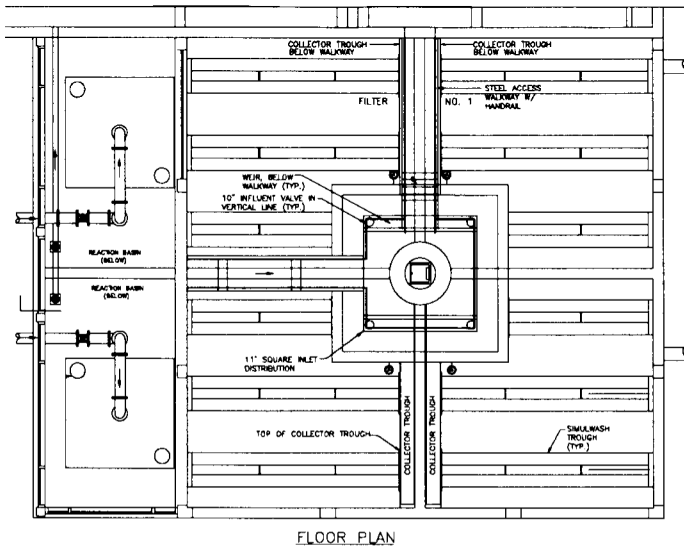 COLLECTOR TROUGH
BELOW WALKWAY
COLLECTOR TROUGH
BELOW WALKWAY
STEEL ACCESS
WALKWAY W/
HANDRAIL
FILTER
NO. 1
WEIR, BELOW
WALKWAY (TYP.)
10" INFLUENT VALVE IN
VERTICAL LINE (TYP.)
REACTION BASIN
(BELOW)
REACTION BASIN
(BELOW)
11' SQUARE INLET
DISTRIBUTION
TOP OF COLLECTOR TROUGH
COLLECTOR TROUGH
COLLECTOR TROUGH
SIMULWASH
TROUGH
(TYP.)
FLOOR PLAN